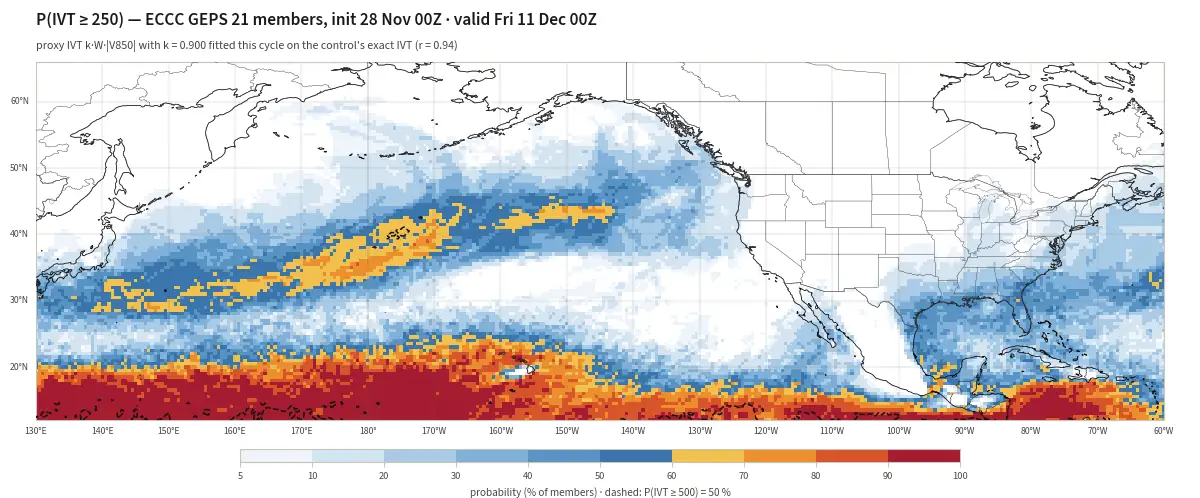 P(IVT ≥ 250) — ECCC GEPS 21 members, init 28 Nov 00Z · valid Fri 11 Dec 00Z
proxy IVT k·W·|V850| with k = 0.900 fitted this cycle on the control's exact IVT (r = 0.94)
60°N
50°N
40°N
30°N
20°N
130°E 140°E 150°E 160°E 170°E 180° 170°W 160°W 150°W 140°W 130°W 120°W 110°W 100°W 90°W 80°W 70°W 60°W
5 10 20 30 40 50 60 70 80 90 100
probability (% of members) · dashed: P(IVT ≥ 500) = 50 %